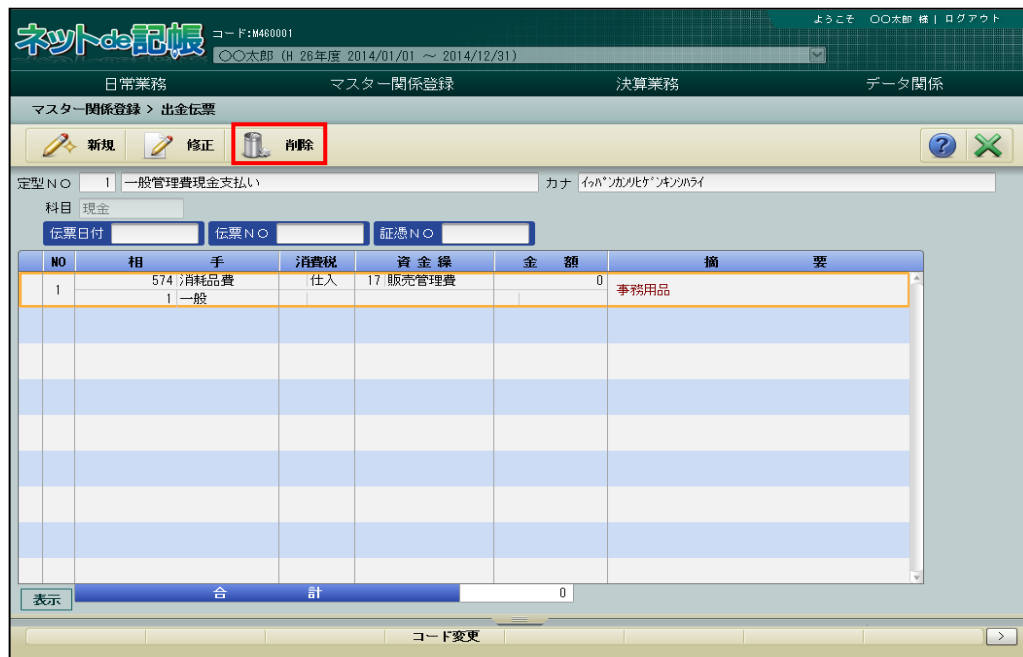 ようこそ 〇〇太郎 様 | ログアウト
ネットde記帳 コード:M460001
〇〇太郎 (H 26年度 2014/01/01 ～ 2014/12/31)
日常業務 マスター関係登録 決算業務 データ関係
マスター関係登録 > 出金伝票
新規 修正 削除
定型NO 1 一般管理費現金支払い カナ ｲｯﾊﾟﾝｶﾝﾘﾋｹﾞﾝｷﾝｼﾊﾗｲ
科目 現金
伝票日付 伝票NO 証憑NO
NO 相 手 消費税 資 金 繰 金 額 摘 要
1 574 消耗品費 仕入 17 販売管理費 0 事務用品
1 一般
表示 合 計 0
コード変更 >